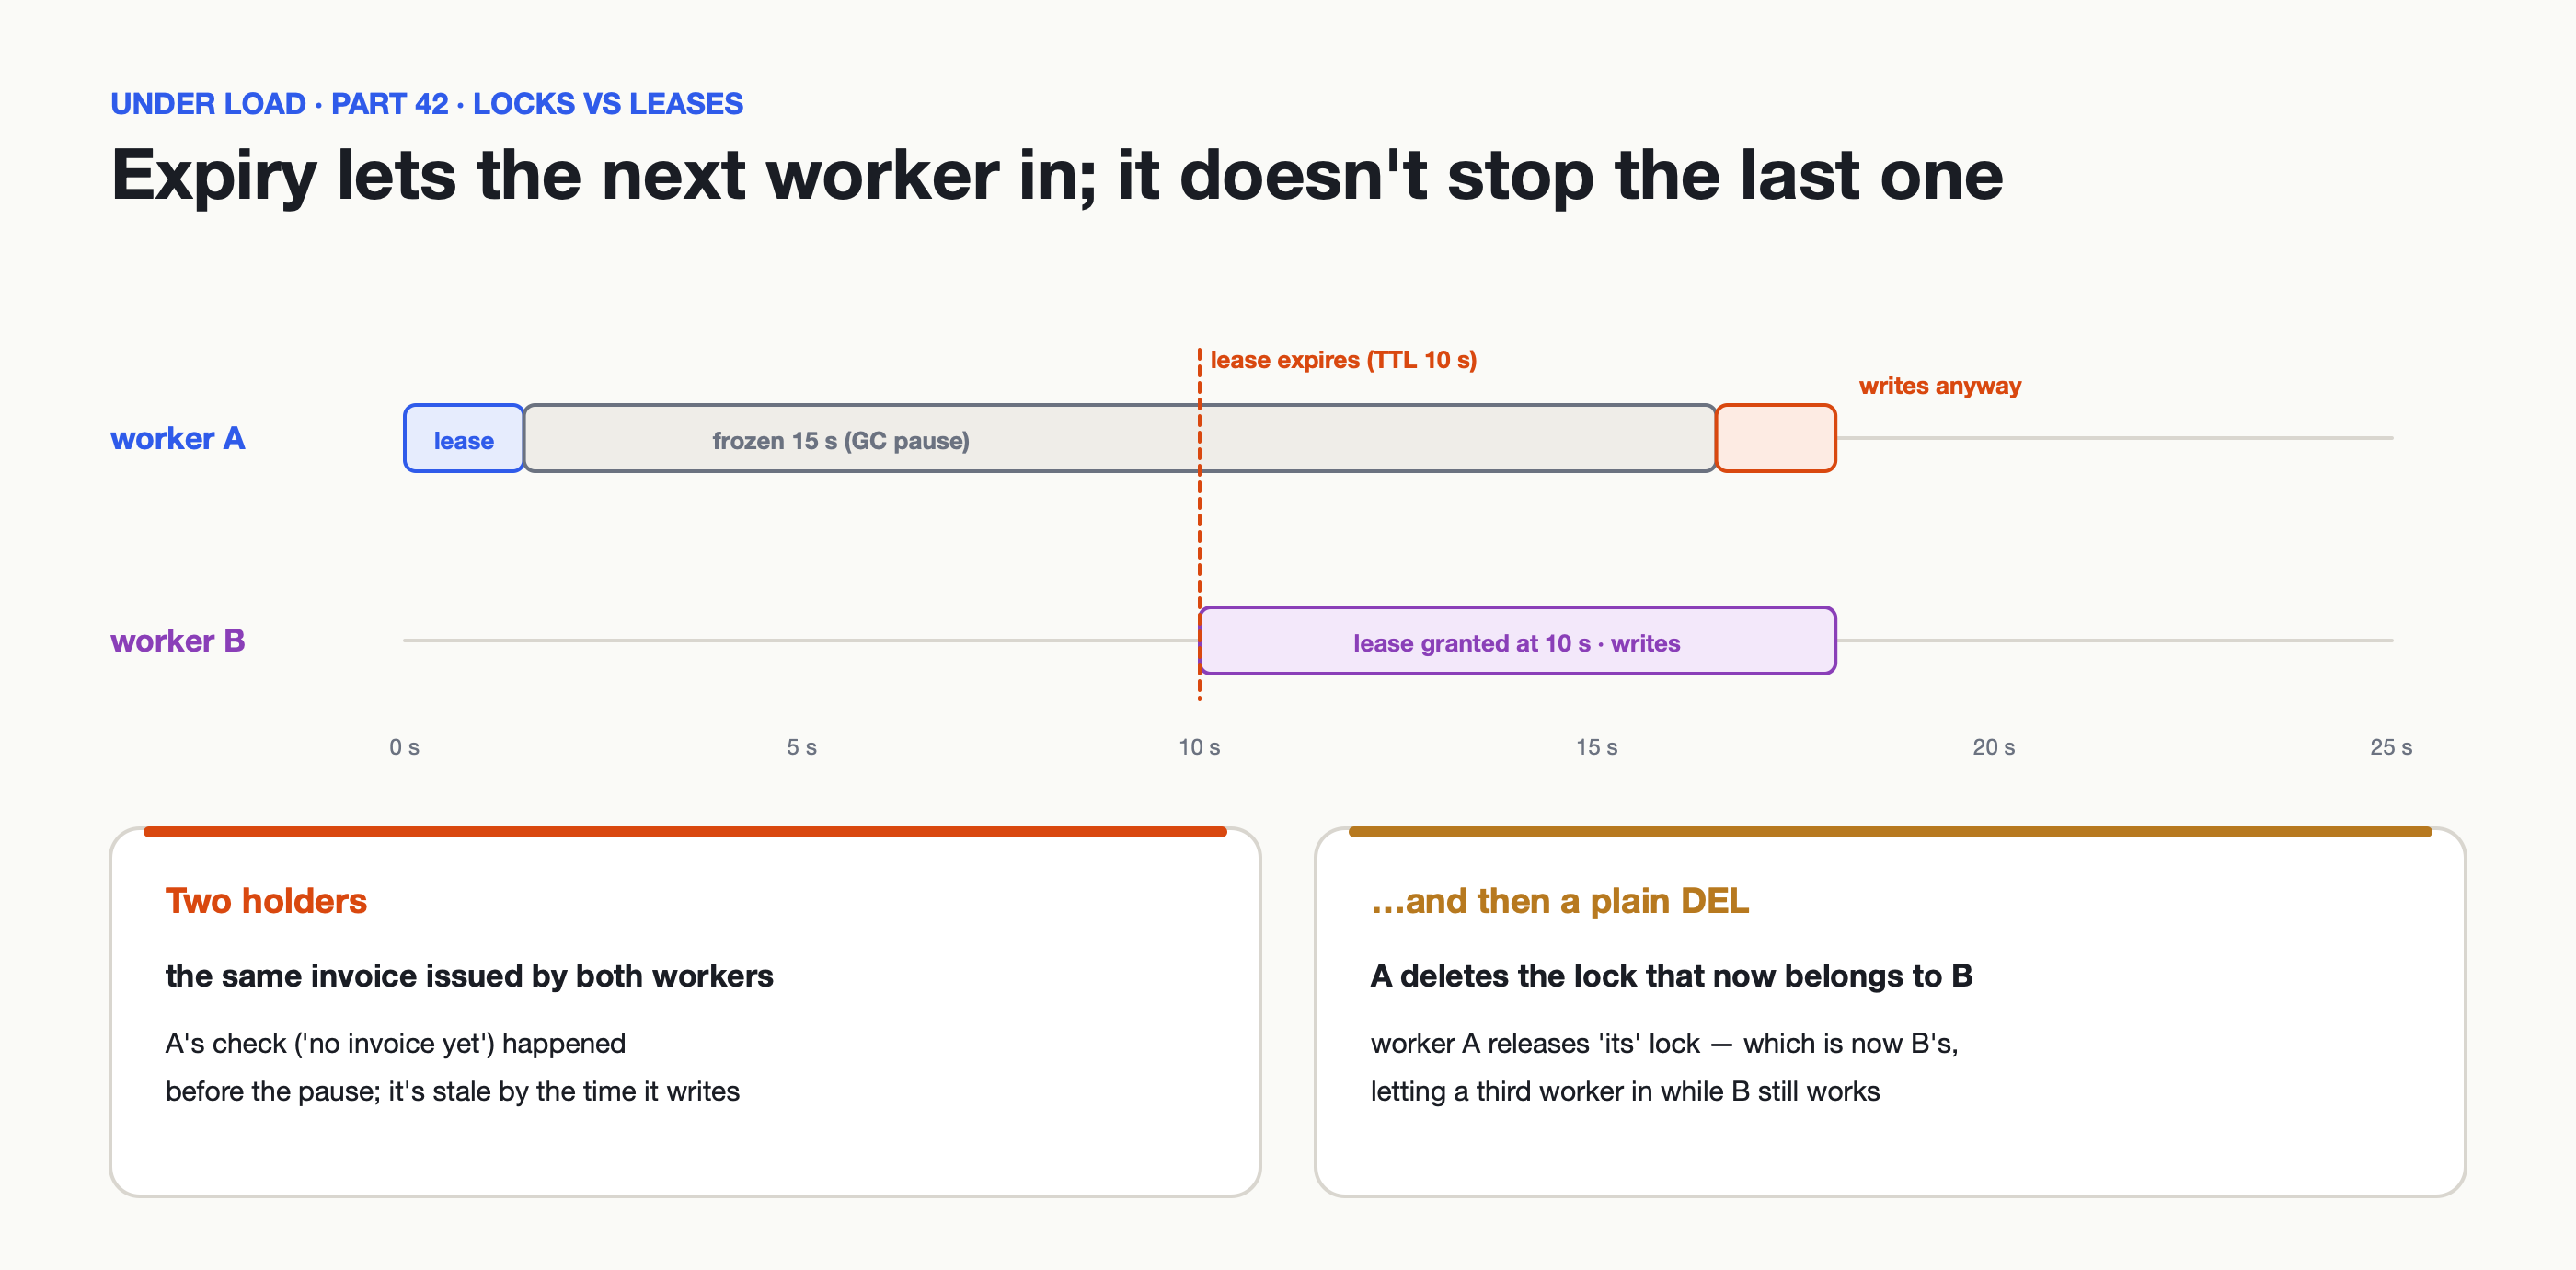 UNDER LOAD · PART 42 · LOCKS VS LEASES
Expiry lets the next worker in; it doesn't stop the last one
lease expires (TTL 10 s)
writes anyway
worker A
lease
frozen 15 s (GC pause)
worker B
lease granted at 10 s · writes
0 s
5 s
10 s
15 s
20 s
25 s
Two holders
the same invoice issued by both workers
A's check ('no invoice yet') happened
before the pause; it's stale by the time it writes
…and then a plain DEL
A deletes the lock that now belongs to B
worker A releases 'its' lock — which is now B's,
letting a third worker in while B still works